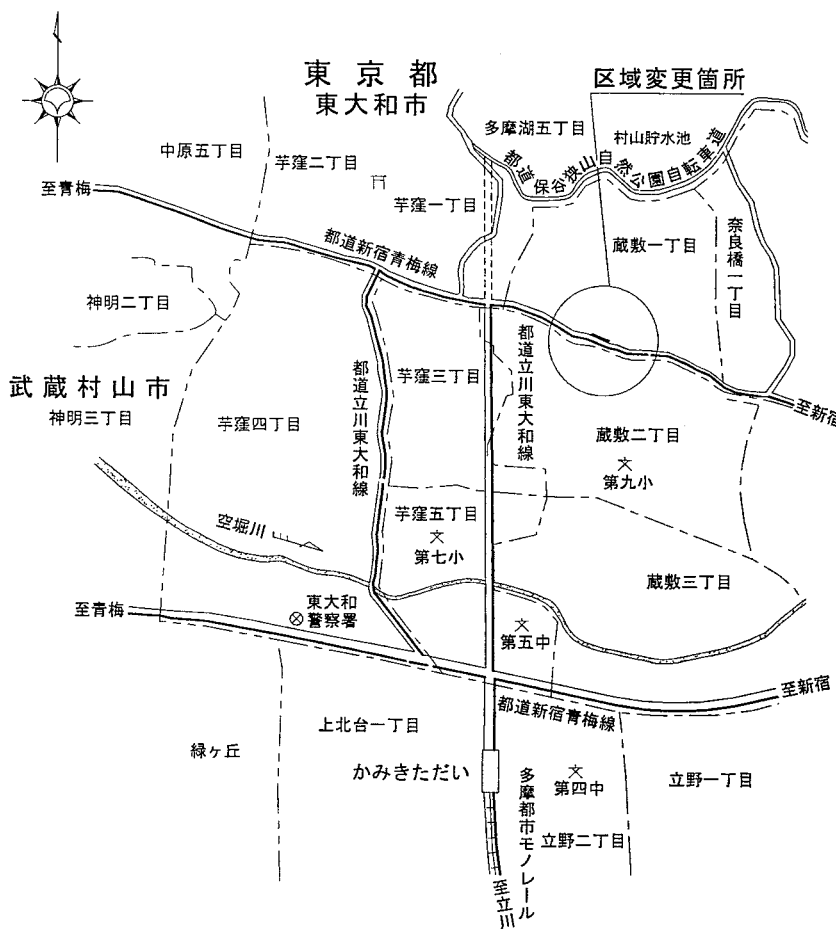 東京都
東大和市
区域変更箇所
多摩湖五丁目
村山貯水池
中原五丁目
芋窪二丁目
都道 保谷狭山自然公園自転車道
至青梅
芋窪一丁目
奈良橋一丁目
都道新宿青梅線
蔵敷一丁目
神明二丁目
都道立川東大和線
芋窪三丁目
都道立川東大和線
武蔵村山市
神明三丁目
芋窪四丁目
至新宿
蔵敷二丁目
第九小
芋窪五丁目
空堀川
第七小
蔵敷三丁目
至青梅
東大和
警察署
第五中
至新宿
都道新宿青梅線
上北台一丁目
緑ヶ丘
かみきただい
多摩都市モノレール
第四中
立野一丁目
立野二丁目
至立川